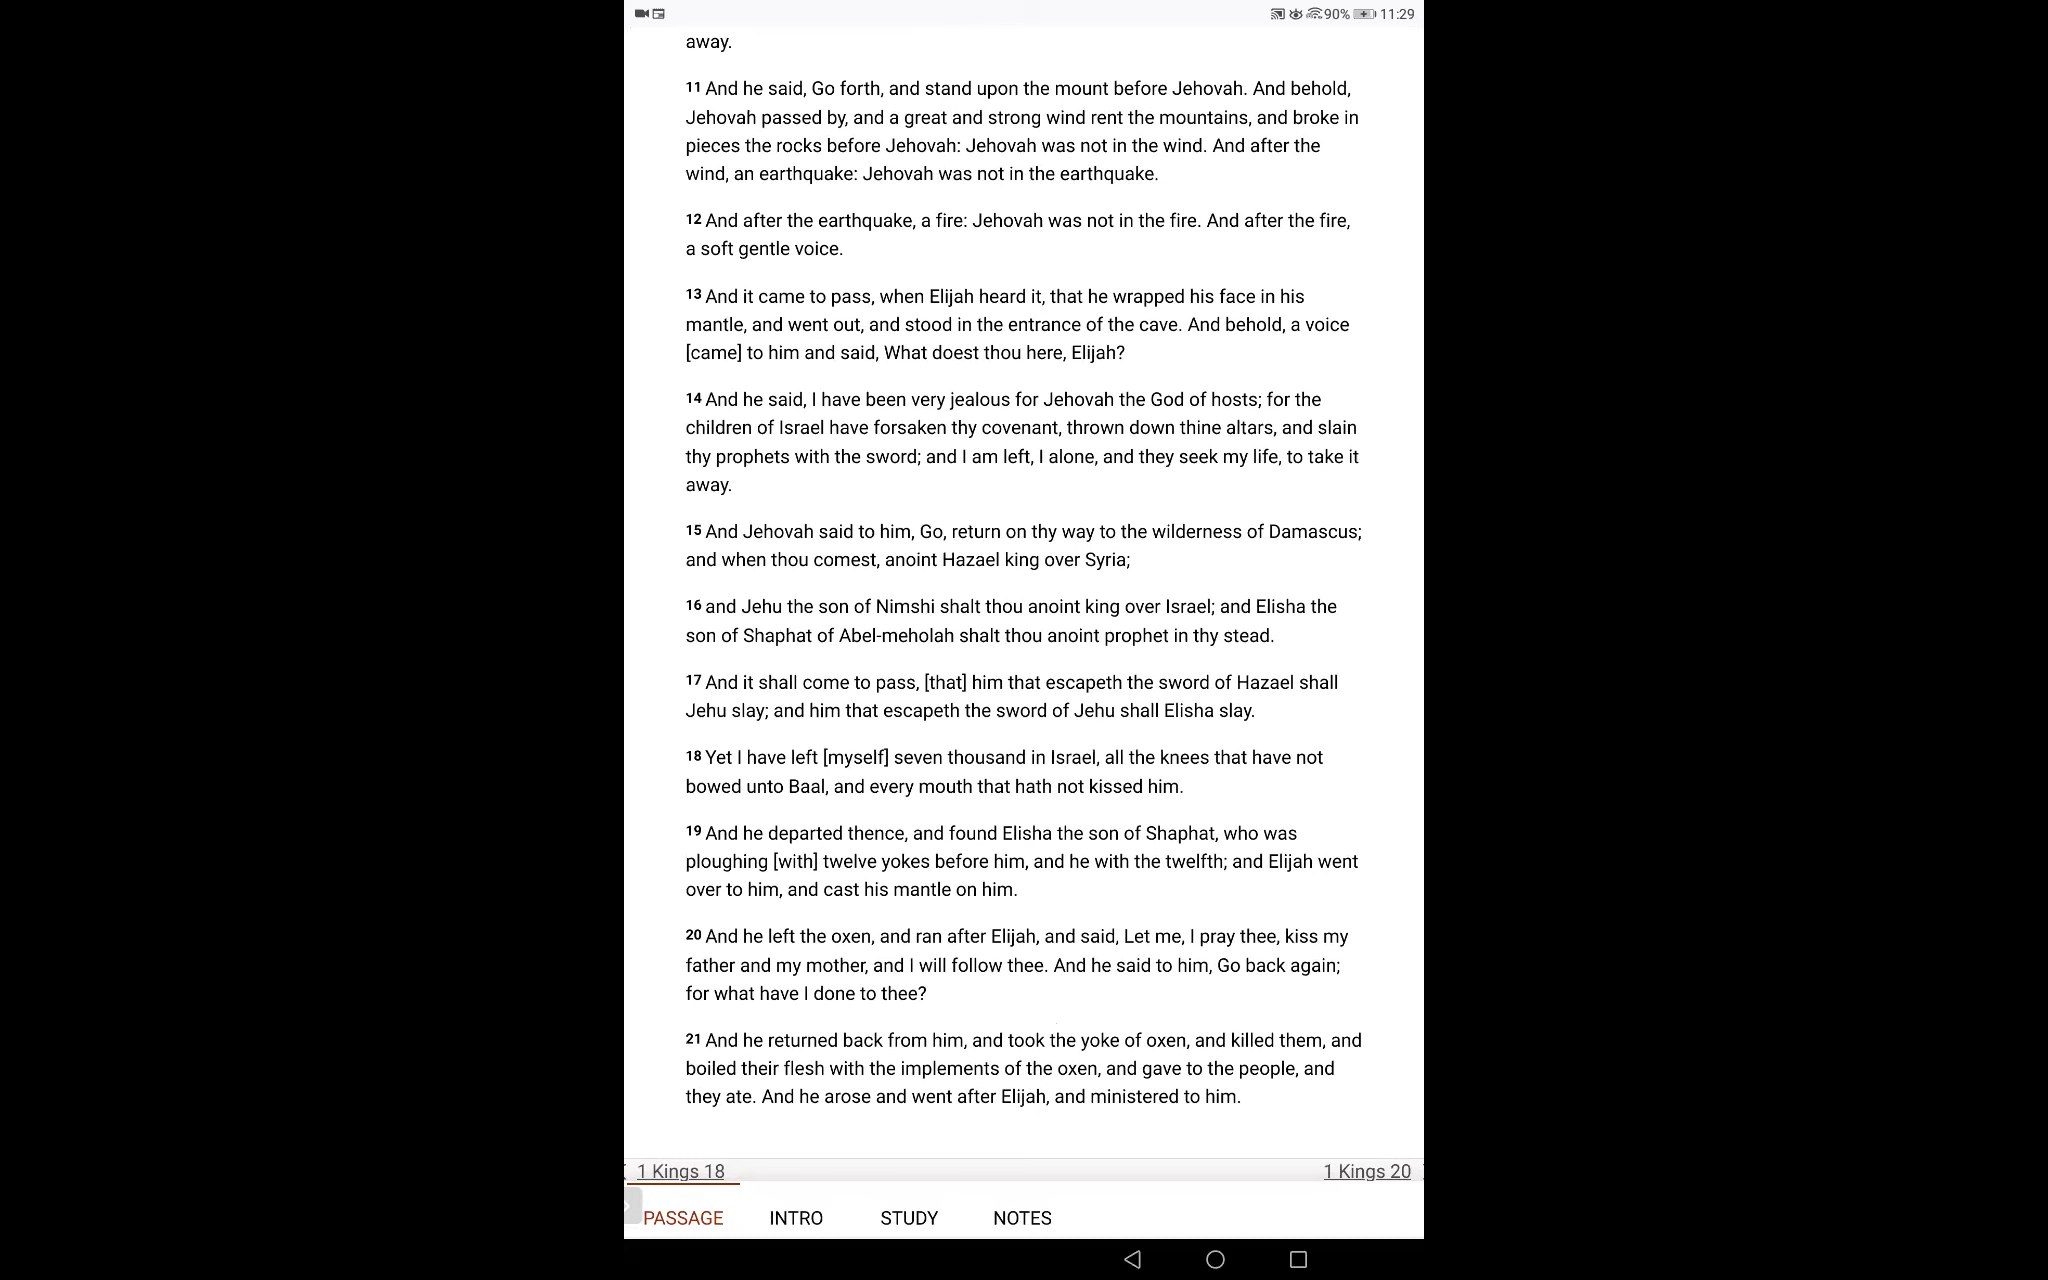 90% 11:29
away.
11 And he said, Go forth, and stand upon the mount before Jehovah. And behold,
Jehovah passed by, and a great and strong wind rent the mountains, and broke in
pieces the rocks before Jehovah: Jehovah was not in the wind. And after the
wind, an earthquake: Jehovah was not in the earthquake.
12 And after the earthquake, a fire: Jehovah was not in the fire. And after the fire,
a soft gentle voice.
13 And it came to pass, when Elijah heard it, that he wrapped his face in his
mantle, and went out, and stood in the entrance of the cave. And behold, a voice
[came] to him and said, What doest thou here, Elijah?
14 And he said, I have been very jealous for Jehovah the God of hosts; for the
children of Israel have forsaken thy covenant, thrown down thine altars, and slain
thy prophets with the sword; and I am left, I alone, and they seek my life, to take it
away.
15 And Jehovah said to him, Go, return on thy way to the wilderness of Damascus;
and when thou comest, anoint Hazael king over Syria;
16 and Jehu the son of Nimshi shalt thou anoint king over Israel; and Elisha the
son of Shaphat of Abel-meholah shalt thou anoint prophet in thy stead.
17 And it shall come to pass, [that] him that escapeth the sword of Hazael shall
Jehu slay; and him that escapeth the sword of Jehu shall Elisha slay.
18 Yet I have left [myself] seven thousand in Israel, all the knees that have not
bowed unto Baal, and every mouth that hath not kissed him.
19 And he departed thence, and found Elisha the son of Shaphat, who was
ploughing [with] twelve yokes before him, and he with the twelfth; and Elijah went
over to him, and cast his mantle on him.
20 And he left the oxen, and ran after Elijah, and said, Let me, I pray thee, kiss my
father and my mother, and I will follow thee. And he said to him, Go back again;
for what have I done to thee?
21 And he returned back from him, and took the yoke of oxen, and killed them, and
boiled their flesh with the implements of the oxen, and gave to the people, and
they ate. And he arose and went after Elijah, and ministered to him.
1 Kings 18 1 Kings 20
PASSAGE INTRO STUDY NOTES